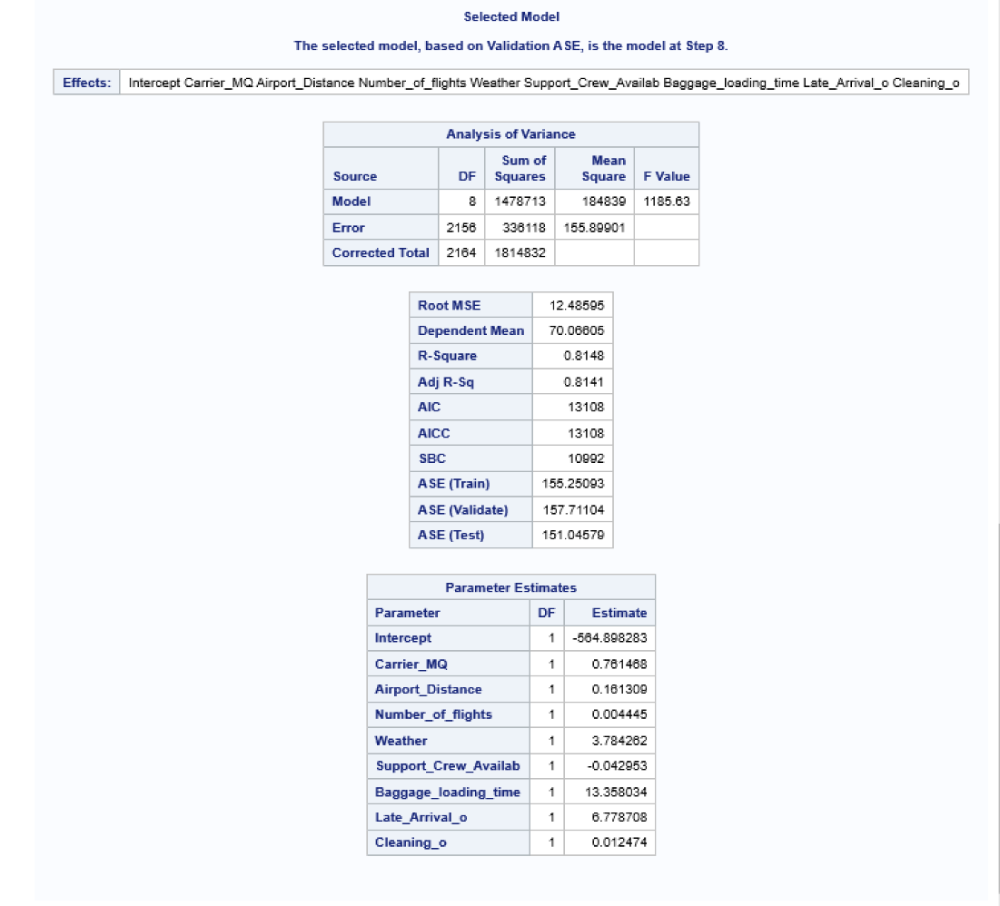 Selected Model
The selected model, based on Validation ASE, is the model at Step 8.
Effects: Intercept Carrier_MQ Airport_Distance Number_of_flights Weather Support_Crew_Availab Baggage_loading_time Late_Arrival_o Cleaning_o
Analysis of Variance
Source DF Sum of Squares Mean Square F Value
Model 8 1478713 184839 1185.63
Error 2156 336118 155.89901
Corrected Total 2164 1814832
Root MSE 12.48595
Dependent Mean 70.06605
R-Square 0.8148
Adj R-Sq 0.8141
AIC 13108
AICC 13108
SBC 10992
ASE (Train) 155.25093
ASE (Validate) 157.71104
ASE (Test) 151.04579
Parameter Estimates
Parameter DF Estimate
Intercept 1 -564.898283
Carrier_MQ 1 0.761468
Airport_Distance 1 0.161309
Number_of_flights 1 0.004445
Weather 1 3.784262
Support_Crew_Availab 1 -0.042953
Baggage_loading_time 1 13.358034
Late_Arrival_o 1 6.778708
Cleaning_o 1 0.012474